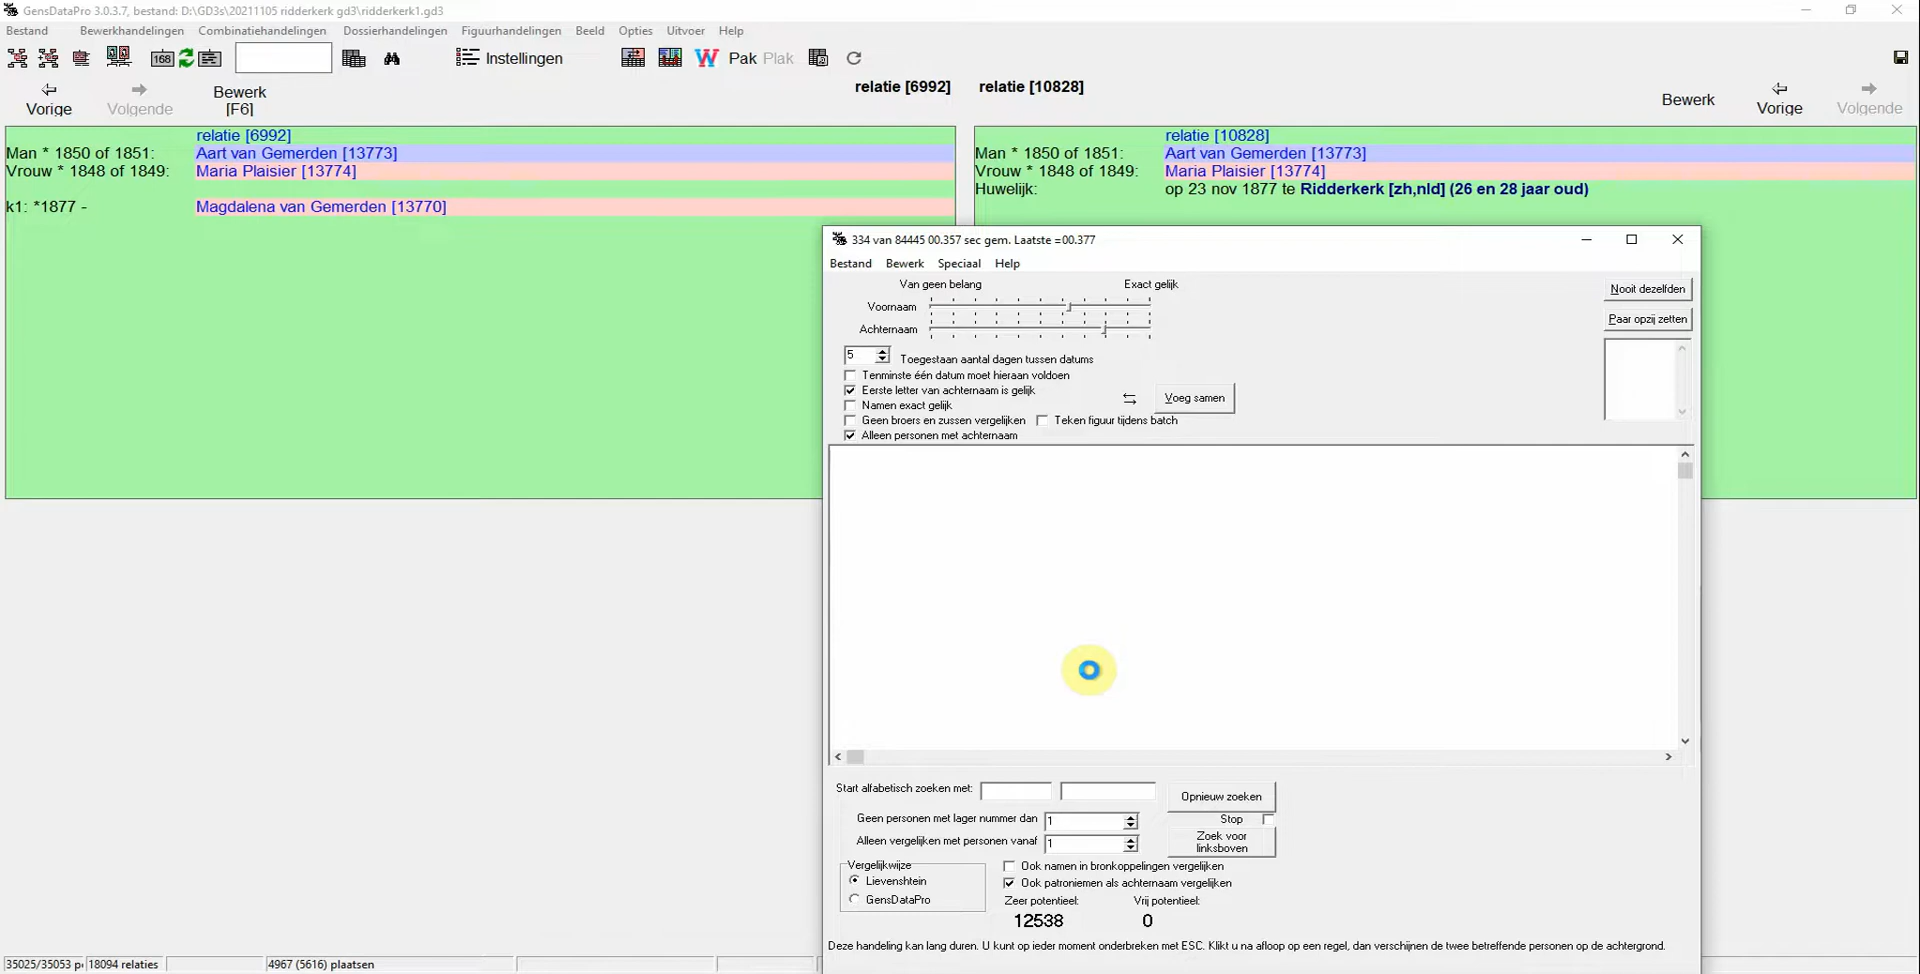 GensDataPro 3.0.3.7, bestand: D:\GD3s\20211105 ridderkerk gd3\ridderkerk1.gd3
Bestand Bewerkhandelingen Combinatiehandelingen Dossierhandelingen Figuurhandelingen Beeld Opties Uitvoer Help
168 Instellingen W Pak Plak
Vorige Volgende Bewerk [F6] relatie [6992] relatie [10828] Bewerk Vorige Volgende
relatie [6992]
Man * 1850 of 1851: Aart van Gemerden [13773]
Vrouw * 1848 of 1849: Maria Plaisier [13774]
k1: *1877 - Magdalena van Gemerden [13770]
relatie [10828]
Man * 1850 of 1851: Aart van Gemerden [13773]
Vrouw * 1848 of 1849: Maria Plaisier [13774]
Huwelijk: op 23 nov 1877 te Ridderkerk [zh,nld] (26 en 28 jaar oud)
334 van 84445 00.357 sec gem. Laatste =00.377
Bestand Bewerk Speciaal Help
Van geen belang Exact gelijk
Voornaam
Achternaam
Nooit dezelfden
Paar opzij zetten
5 Toegestaan aantal dagen tussen datums
Tenminste één datum moet hieraan voldoen
Eerste letter van achternaam is gelijk
Namen exact gelijk
Voeg samen
Geen broers en zussen vergelijken Teken figuur tijdens batch
Alleen personen met achternaam
Start alfabetisch zoeken met: Opnieuw zoeken
Geen personen met lager nummer dan 1 Stop
Alleen vergelijken met personen vanaf 1 Zoek voor linksboven
Vergelijkwijze
Lievenshtein
GensDataPro
Ook namen in bronkoppelingen vergelijken
Ook patroniemen als achternaam vergelijken
Zeer potentieel: Vrij potentieel:
12538 0
Deze handeling kan lang duren. U kunt op ieder moment onderbreken met ESC. Klikt u na afloop op een regel, dan verschijnen de twee betreffende personen op de achtergrond.
35025/35053 p 18094 relaties 4967 (5616) plaatsen